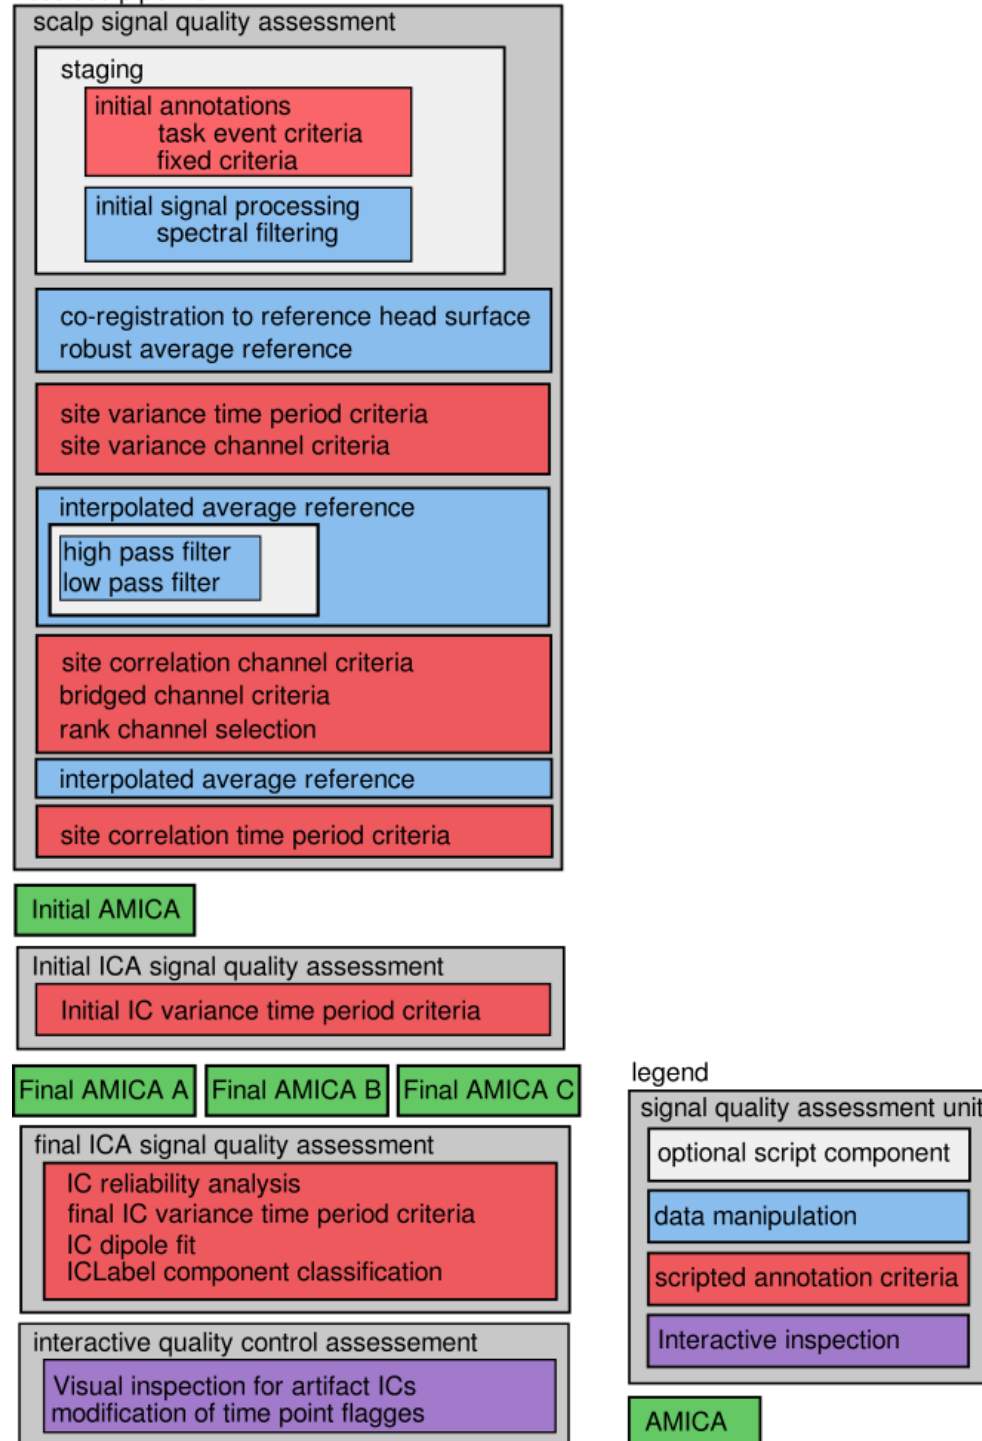 scalp signal quality assessment
staging
initial annotations
task event criteria
fixed criteria
initial signal processing
spectral filtering
co-registration to reference head surface
robust average reference
site variance time period criteria
site variance channel criteria
interpolated average reference
high pass filter
low pass filter
site correlation channel criteria
bridged channel criteria
rank channel selection
interpolated average reference
site correlation time period criteria
Initial AMICA
Initial ICA signal quality assessment
Initial IC variance time period criteria
Final AMICA A
Final AMICA B
Final AMICA C
final ICA signal quality assessment
IC reliability analysis
final IC variance time period criteria
IC dipole fit
ICLabel component classification
interactive quality control assessement
Visual inspection for artifact ICs
modification of time point flagges
legend
signal quality assessment unit
optional script component
data manipulation
scripted annotation criteria
Interactive inspection
AMICA